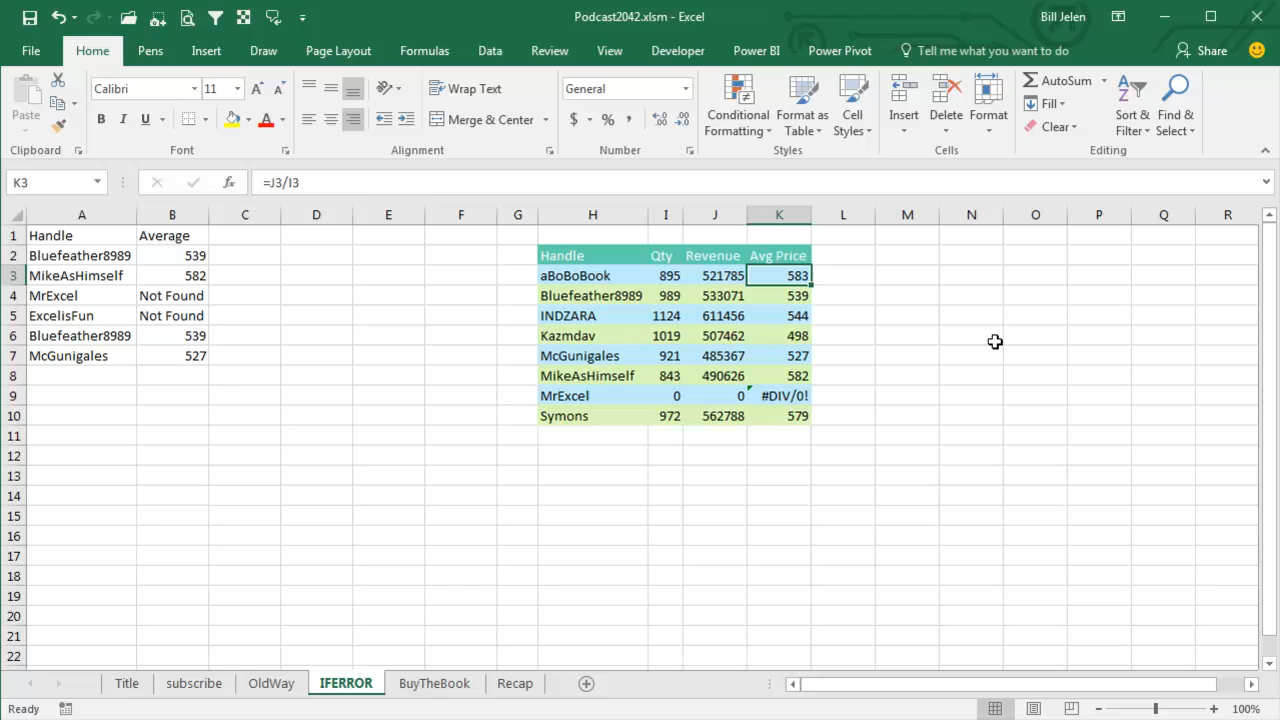 Podcast2042.xlsm - Excel
Bill Jelen
File Home Pens Insert Draw Page Layout Formulas Data Review View Developer Power BI Power Pivot Tell me what you want to do Share
Paste
Calibri 11
B I U
Wrap Text
Merge & Center
General
$ % ,
Conditional Formatting
Format as Table
Cell Styles
Insert
Delete
Format
AutoSum
Fill
Clear
Sort & Filter
Find & Select
Clipboard Font Alignment Number Styles Cells Editing
K3 fx =J3/I3
A B C D E F G H I J K L M N O P Q R
1 Handle Average
2 Bluefeather8989 539 Handle Qty Revenue Avg Price
3 MikeAsHimself 582 aBoBoBook 895 521785 583
4 MrExcel Not Found Bluefeather8989 989 533071 539
5 ExcelisFun Not Found INDZARA 1124 611456 544
6 Bluefeather8989 539 Kazmdav 1019 507462 498
7 McGunigales 527 McGunigales 921 485367 527
8 MikeAsHimself 843 490626 582
9 MrExcel 0 0 #DIV/0!
10 Symons 972 562788 579
11
12
13
14
15
16
17
18
19
20
21
22
Title subscribe OldWay IFERROR BuyTheBook Recap
Ready 100%